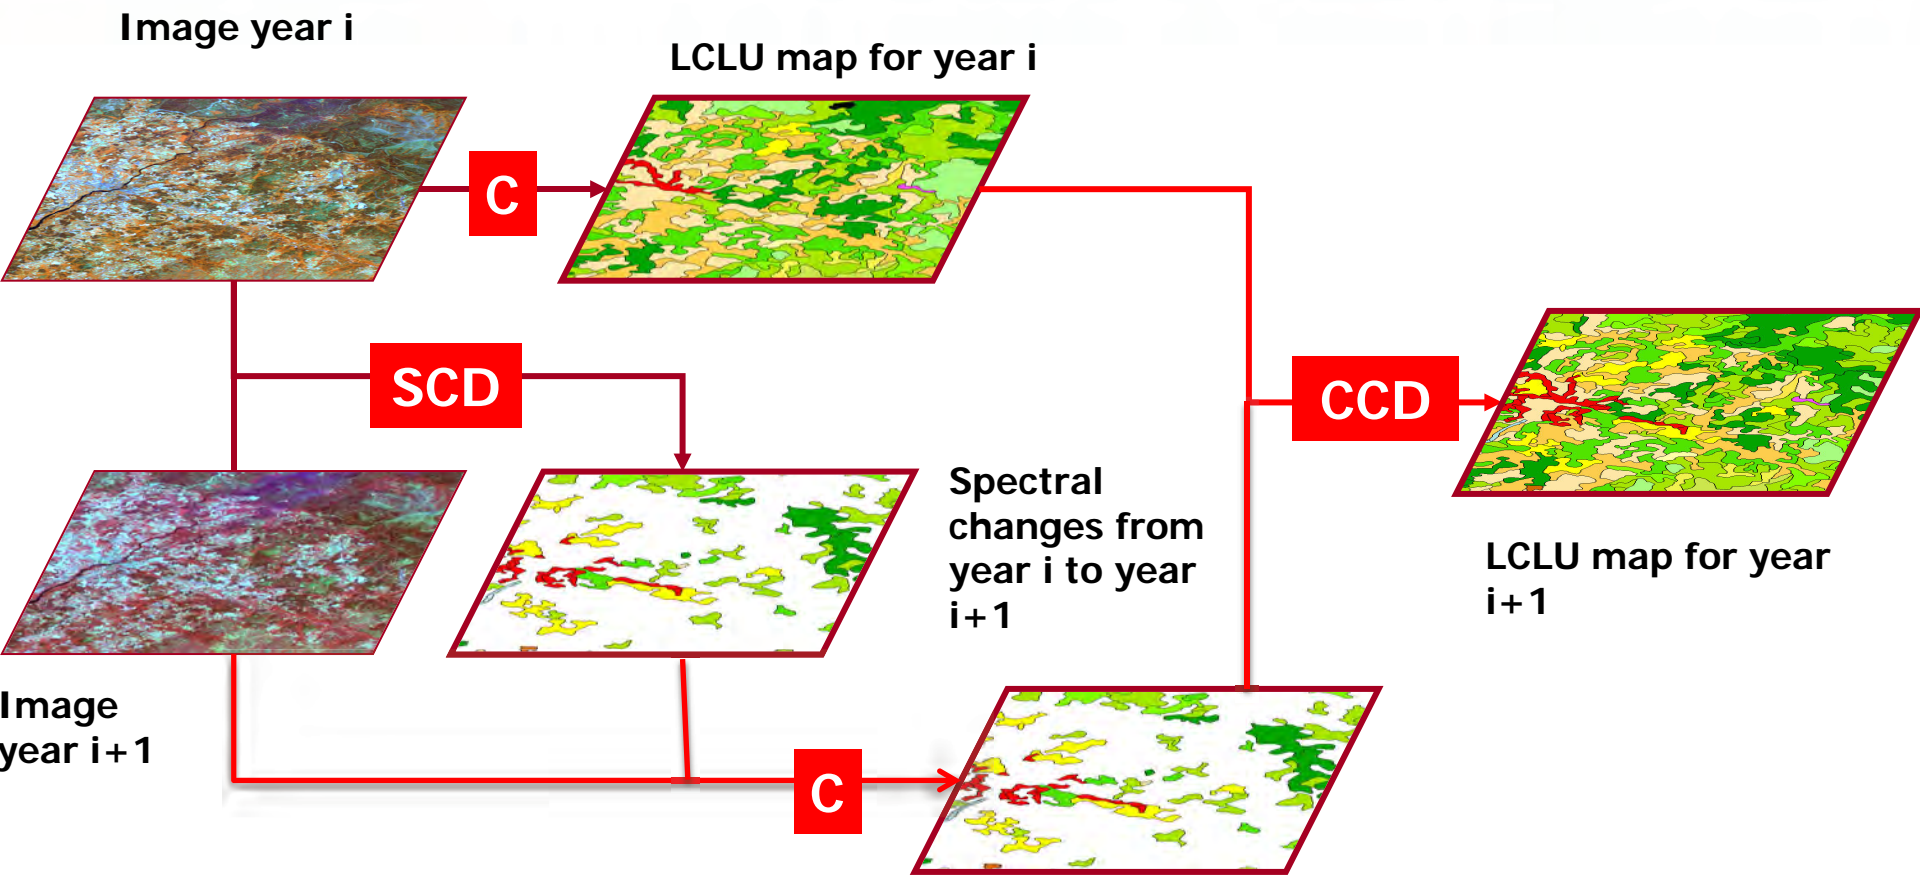 Image year i
LCLU map for year i
C
SCD
CCD
Spectral
changes from
year i to year
i+1
LCLU map for year
i+1
Image
year i+1
C